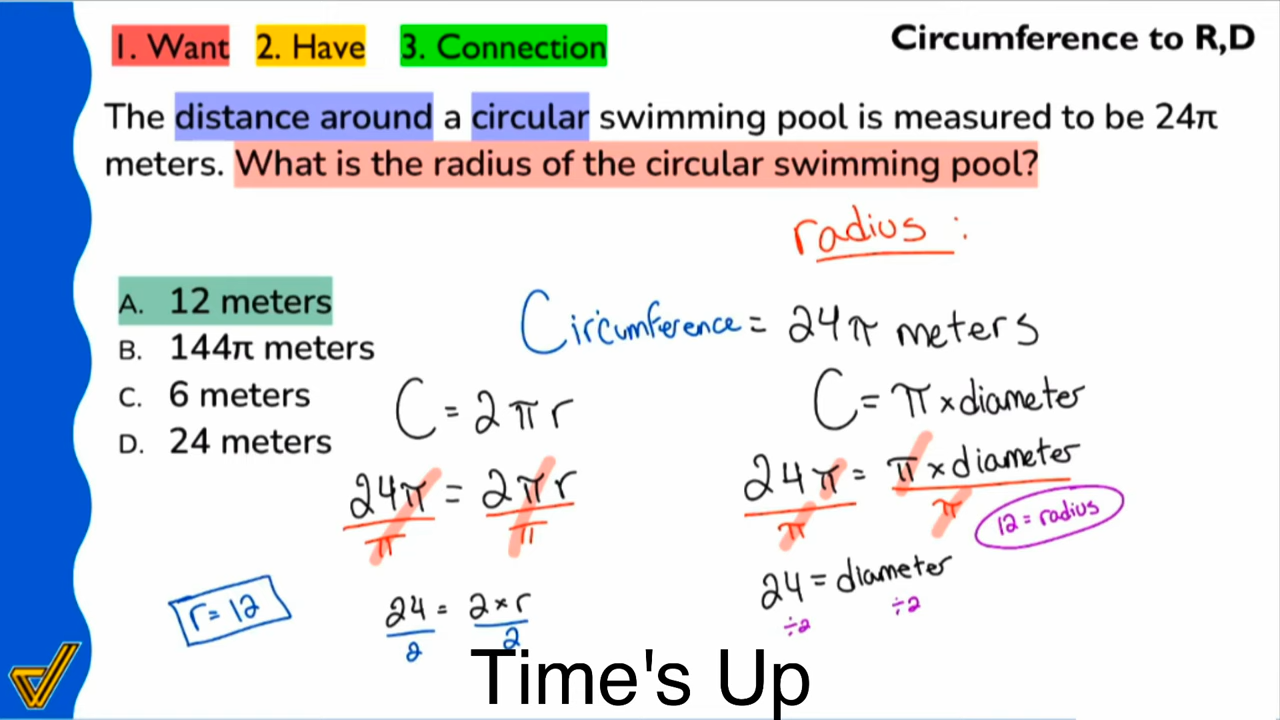 1. Want 2. Have 3. Connection
Circumference to R,D
The distance around a circular swimming pool is measured to be 24π
meters. What is the radius of the circular swimming pool?
radius :
A. 12 meters
B. 144π meters
C. 6 meters
D. 24 meters
Circumference = 24π meters
C = 2πr
24π = 2πr
π π
24 = 2 × r
2 2
r = 12
C = π × diameter
24π = π × diameter
π π
24 = diameter
÷2 ÷2
12 = radius
Time's Up